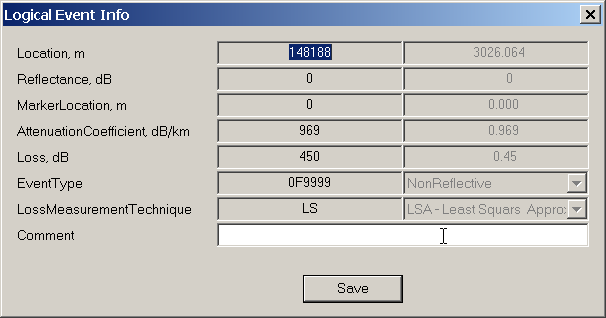 Logical Event Info
Location, m 148188 3026.064
Reflectance, dB 0 0
MarkerLocation, m 0 0.000
AttenuationCoefficient, dB/km 969 0.969
Loss, dB 450 0.45
EventType 0F9999 NonReflective
LossMeasurementTechnique LS LSA - Least Squars Appro
Comment
Save